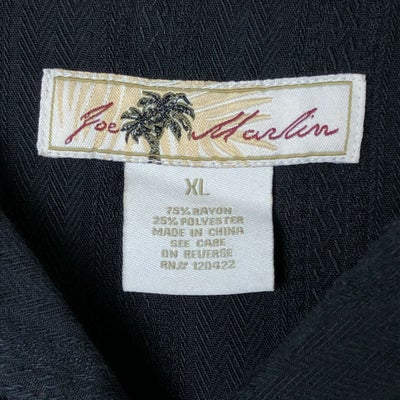 Joe Marlin
XL
75% RAYON
25% POLYESTER
MADE IN CHINA
SEE CARE
ON REVERSE
RN# 120422